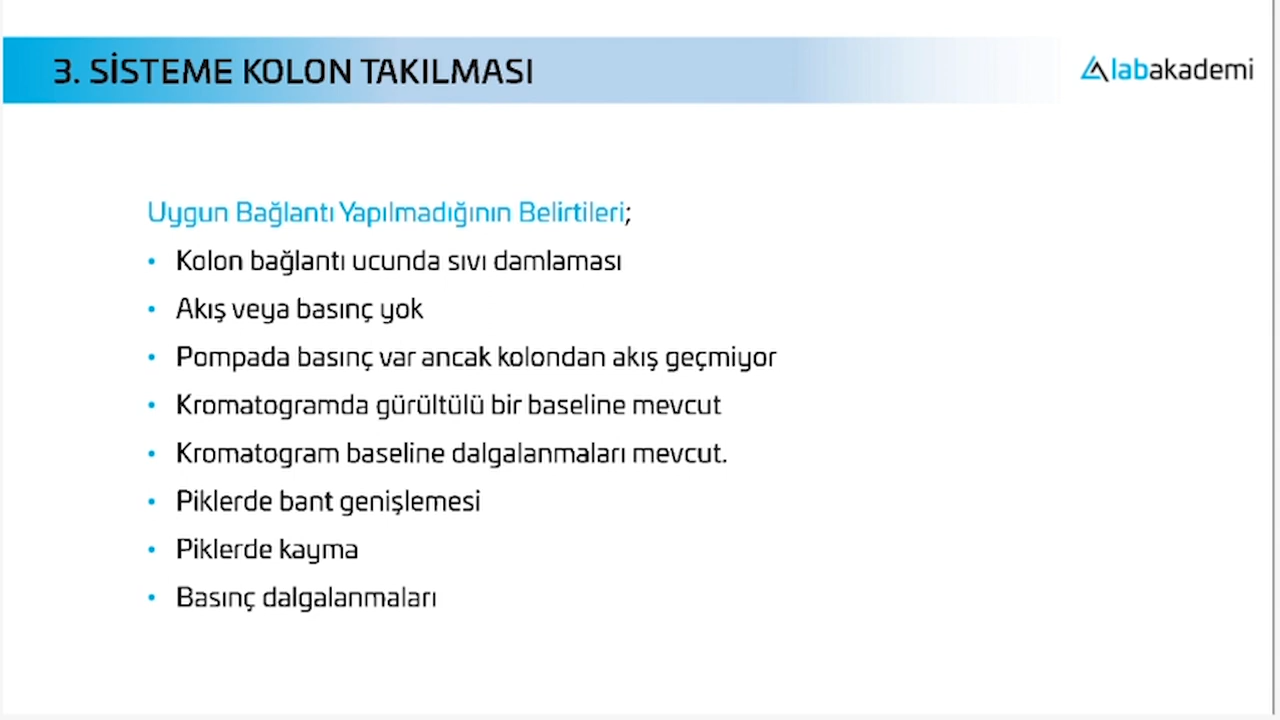 3. SİSTEME KOLON TAKILMASI
labakademi
Uygun Bağlantı Yapılmadığının Belirtileri;
• Kolon bağlantı ucunda sıvı damlaması
• Akış veya basınç yok
• Pompada basınç var ancak kolondan akış geçmiyor
• Kromatogramda gürültülü bir baseline mevcut
• Kromatogram baseline dalgalanmaları mevcut.
• Piklerde bant genişlemesi
• Piklerde kayma
• Basınç dalgalanmaları